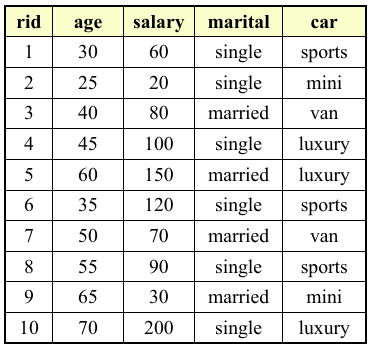 rid age salary marital car
1 30 60 single sports
2 25 20 single mini
3 40 80 married van
4 45 100 single luxury
5 60 150 married luxury
6 35 120 single sports
7 50 70 married van
8 55 90 single sports
9 65 30 married mini
10 70 200 single luxury